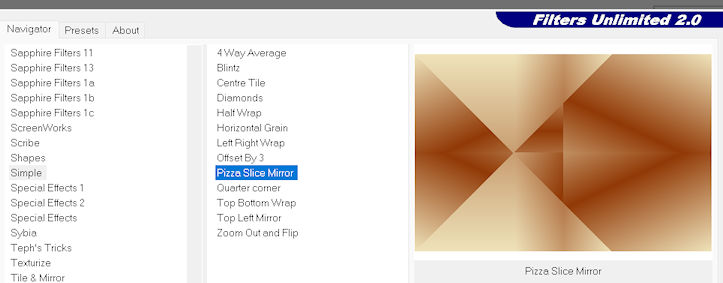 Filters Unlimited 2.0
Navigator
Presets
About
Sapphire Filters 11
Sapphire Filters 13
Sapphire Filters 1a
Sapphire Filters 1b
Sapphire Filters 1c
ScreenWorks
Scribe
Shapes
Simple
Special Effects 1
Special Effects 2
Special Effects
Sybia
Teph's Tricks
Texturize
Tile & Mirror
4 Way Average
Blintz
Centre Tile
Diamonds
Half Wrap
Horizontal Grain
Left Right Wrap
Offset By 3
Pizza Slice Mirror
Quarter corner
Top Bottom Wrap
Top Left Mirror
Zoom Out and Flip
Pizza Slice Mirror